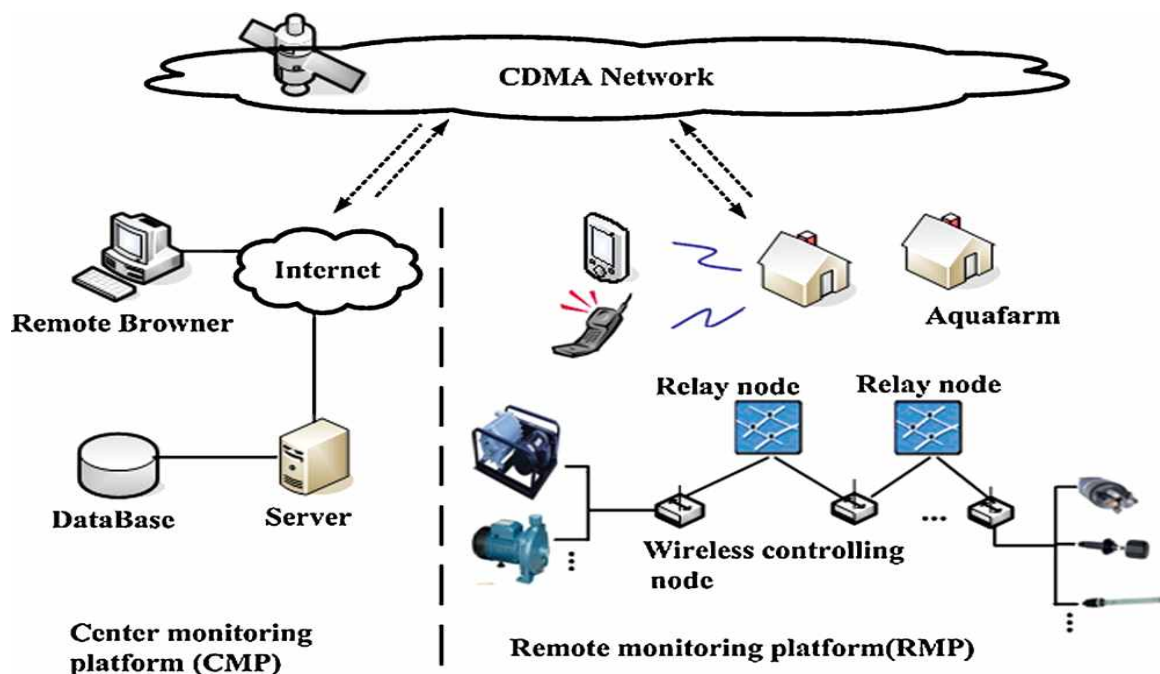 CDMA Network
Internet
Remote Browner
Aquafarm
Relay node
Relay node
DataBase
Server
Wireless controlling
node
...
Center monitoring
platform (CMP)
Remote monitoring platform(RMP)